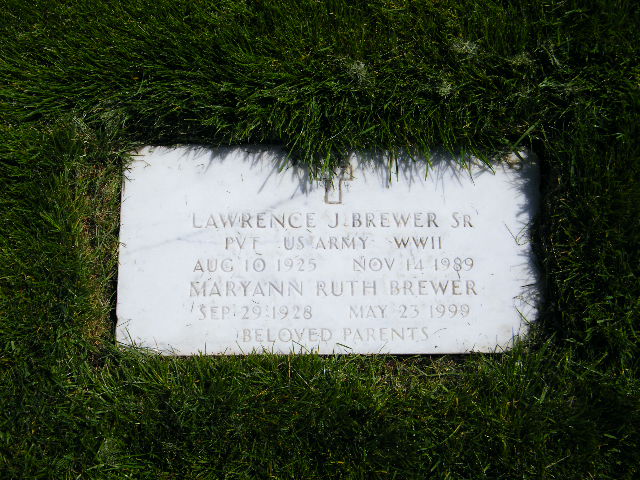 LAWRENCE J BREWER SR
PVT US ARMY WWII
AUG 10 1925 NOV 14 1989
MARYANN RUTH BREWER
SEP 29 1928 MAY 23 1999
BELOVED PARENTS